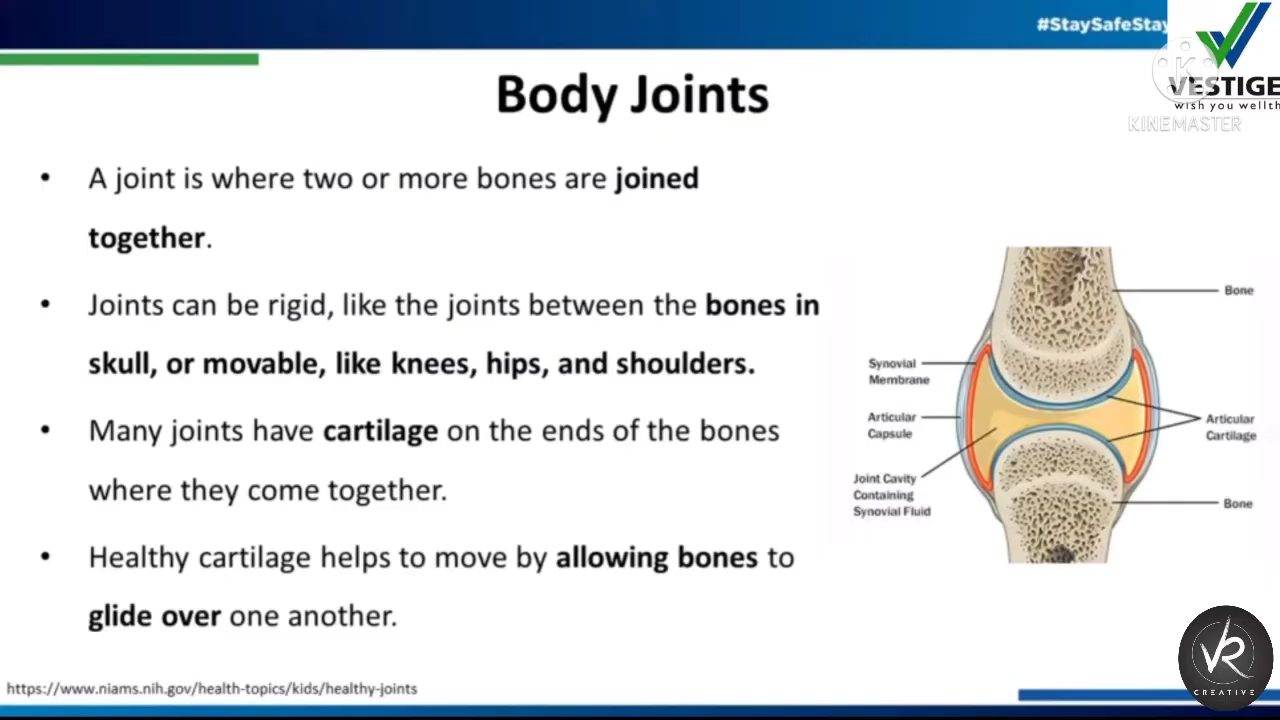 #StaySafeStay
VESTIGE
wish you wellth
KINEMASTER
Body Joints
• A joint is where two or more bones are joined
together.
• Joints can be rigid, like the joints between the bones in
skull, or movable, like knees, hips, and shoulders.
• Many joints have cartilage on the ends of the bones
where they come together.
• Healthy cartilage helps to move by allowing bones to
glide over one another.
Bone
Synovial
Membrane
Articular
Capsule
Articular
Cartilage
Joint Cavity
Containing
Synovial Fluid
Bone
VR
CREATIVE
https://www.niams.nih.gov/health-topics/kids/healthy-joints